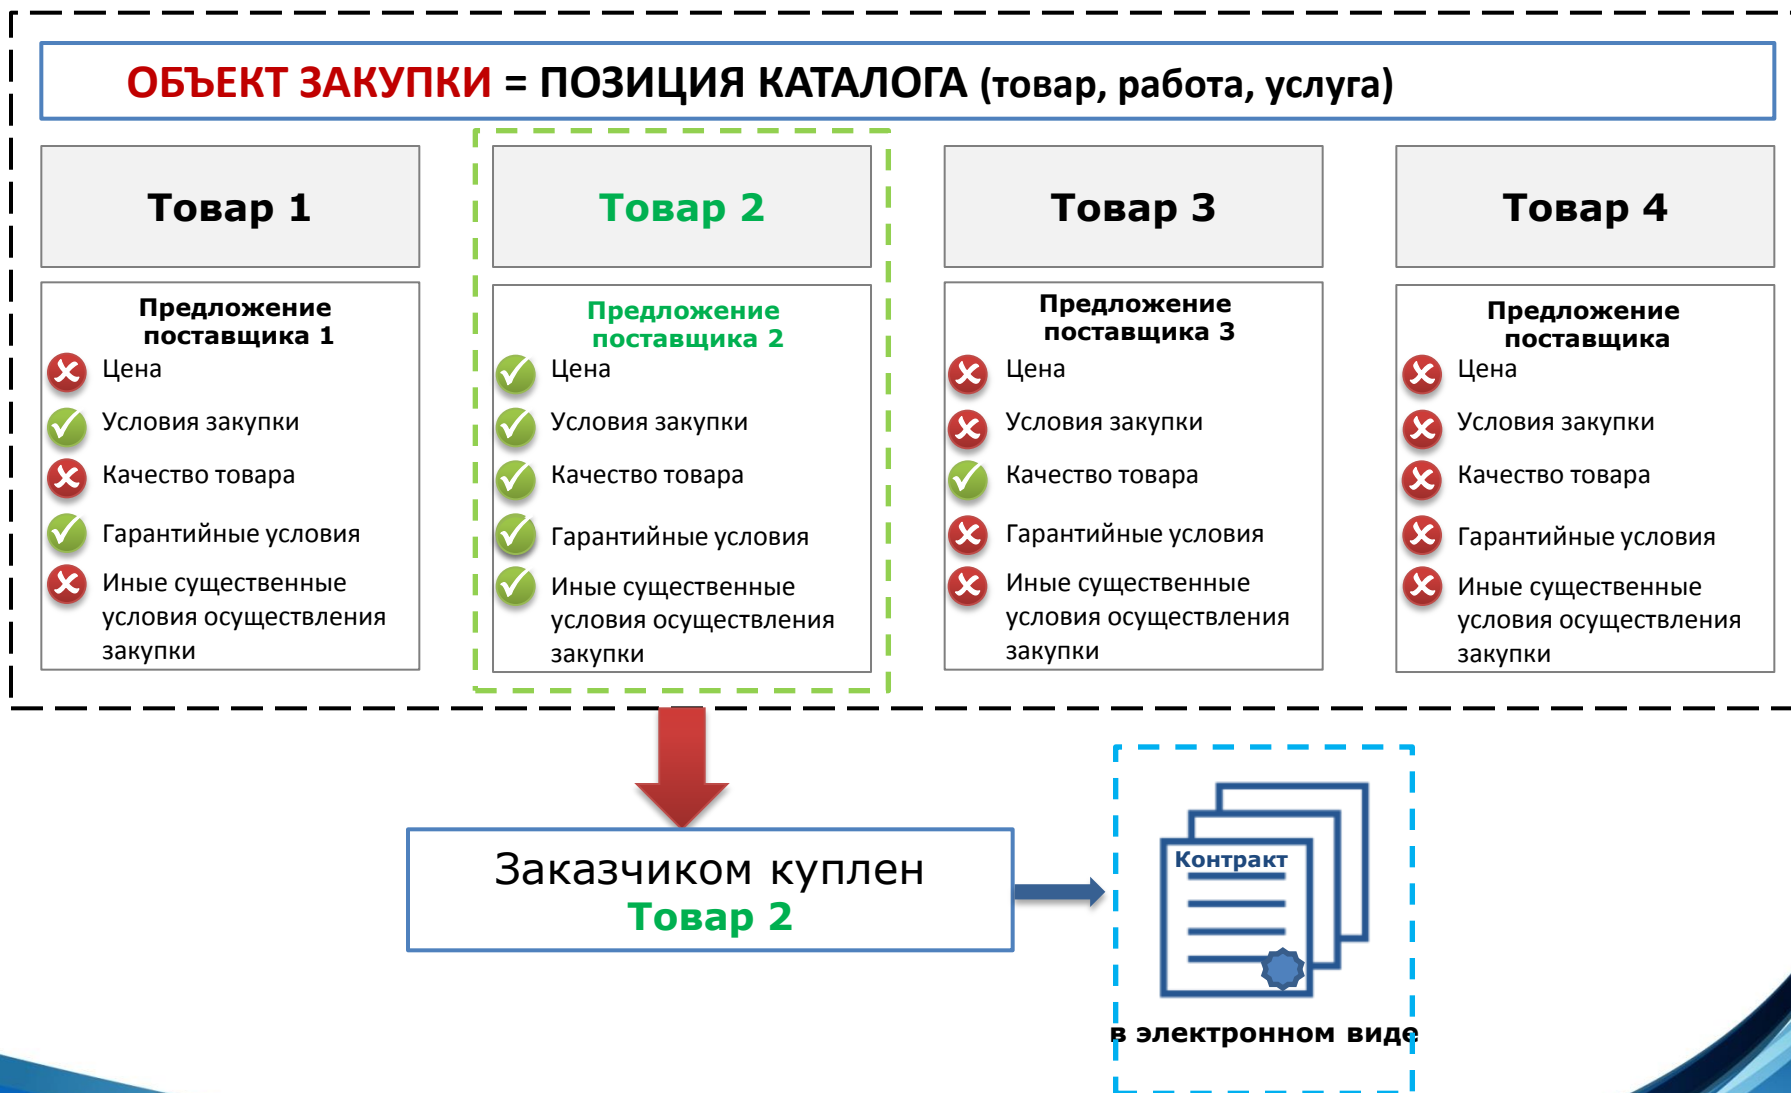 ОБЪЕКТ ЗАКУПКИ = ПОЗИЦИЯ КАТАЛОГА (товар, работа, услуга)
Товар 1
Предложение
поставщика 1
Цена
Условия закупки
Качество товара
Гарантийные условия
Иные существенные
условия осуществления
закупки
Товар 2
Предложение
поставщика 2
Цена
Условия закупки
Качество товара
Гарантийные условия
Иные существенные
условия осуществления
закупки
Товар 3
Предложение
поставщика 3
Цена
Условия закупки
Качество товара
Гарантийные условия
Иные существенные
условия осуществления
закупки
Товар 4
Предложение
поставщика
Цена
Условия закупки
Качество товара
Гарантийные условия
Иные существенные
условия осуществления
закупки
Заказчиком куплен
Товар 2
Контракт
в электронном виде